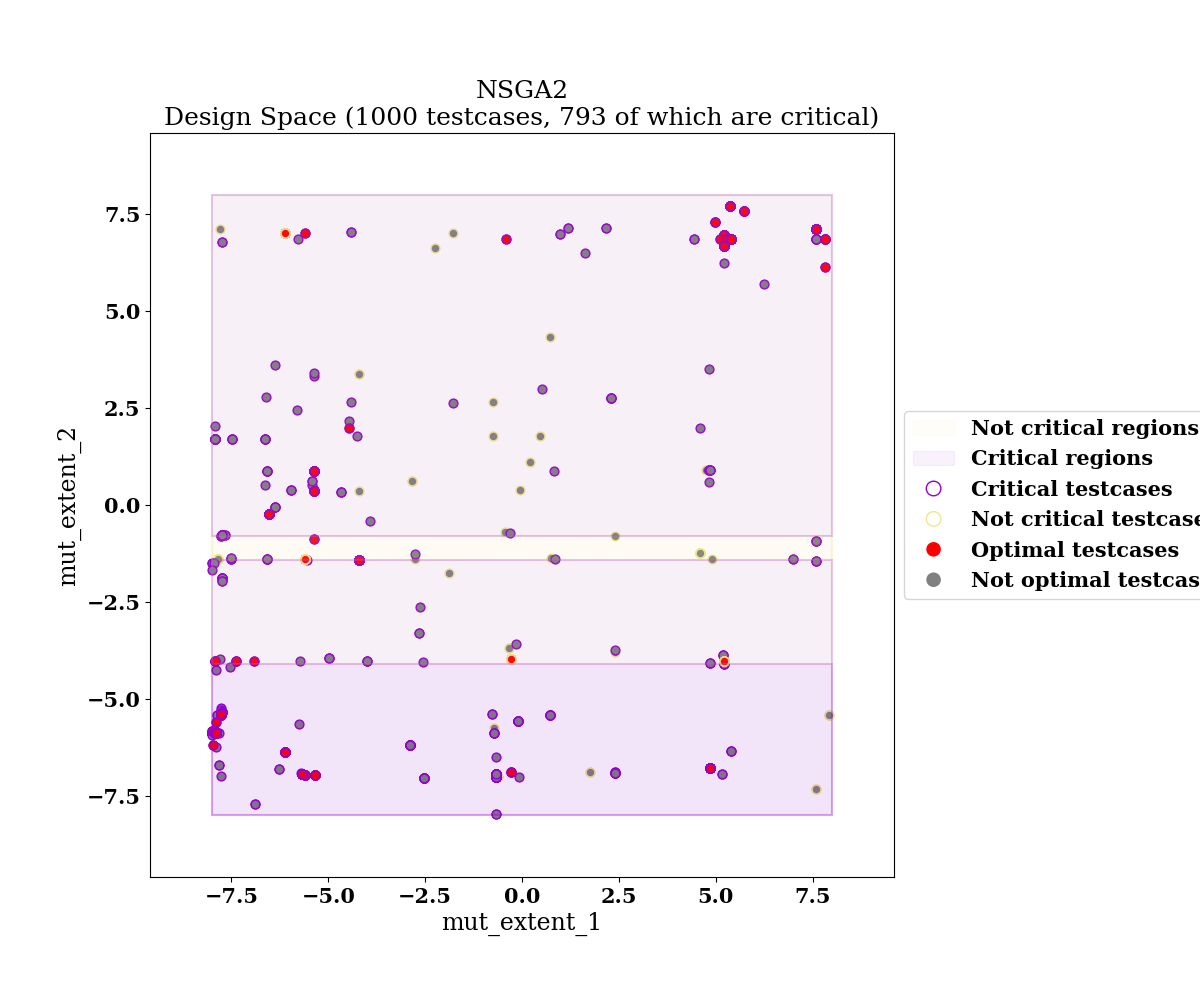 NSGA2
Design Space (1000 testcases, 793 of which are critical)
mut_extent_2
7.5
5.0
2.5
0.0
−2.5
−5.0
−7.5
−7.5
−5.0
−2.5
0.0
2.5
5.0
7.5
mut_extent_1
Not critical regions
Critical regions
Critical testcases
Not critical testcase
Optimal testcases
Not optimal testcas